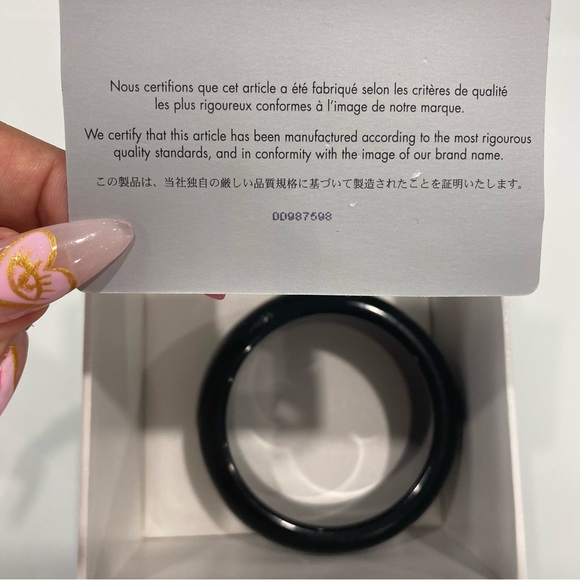 Nous certifions que cet article a été fabriqué selon les critères de qualité
les plus rigoureux conformes à l'image de notre marque.
We certify that this article has been manufactured according to the most rigourous
quality standards, and in conformity with the image of our brand name.
この製品は、当社独自の厳しい品質規格に基づいて製造されたことを証明いたします。
00987598